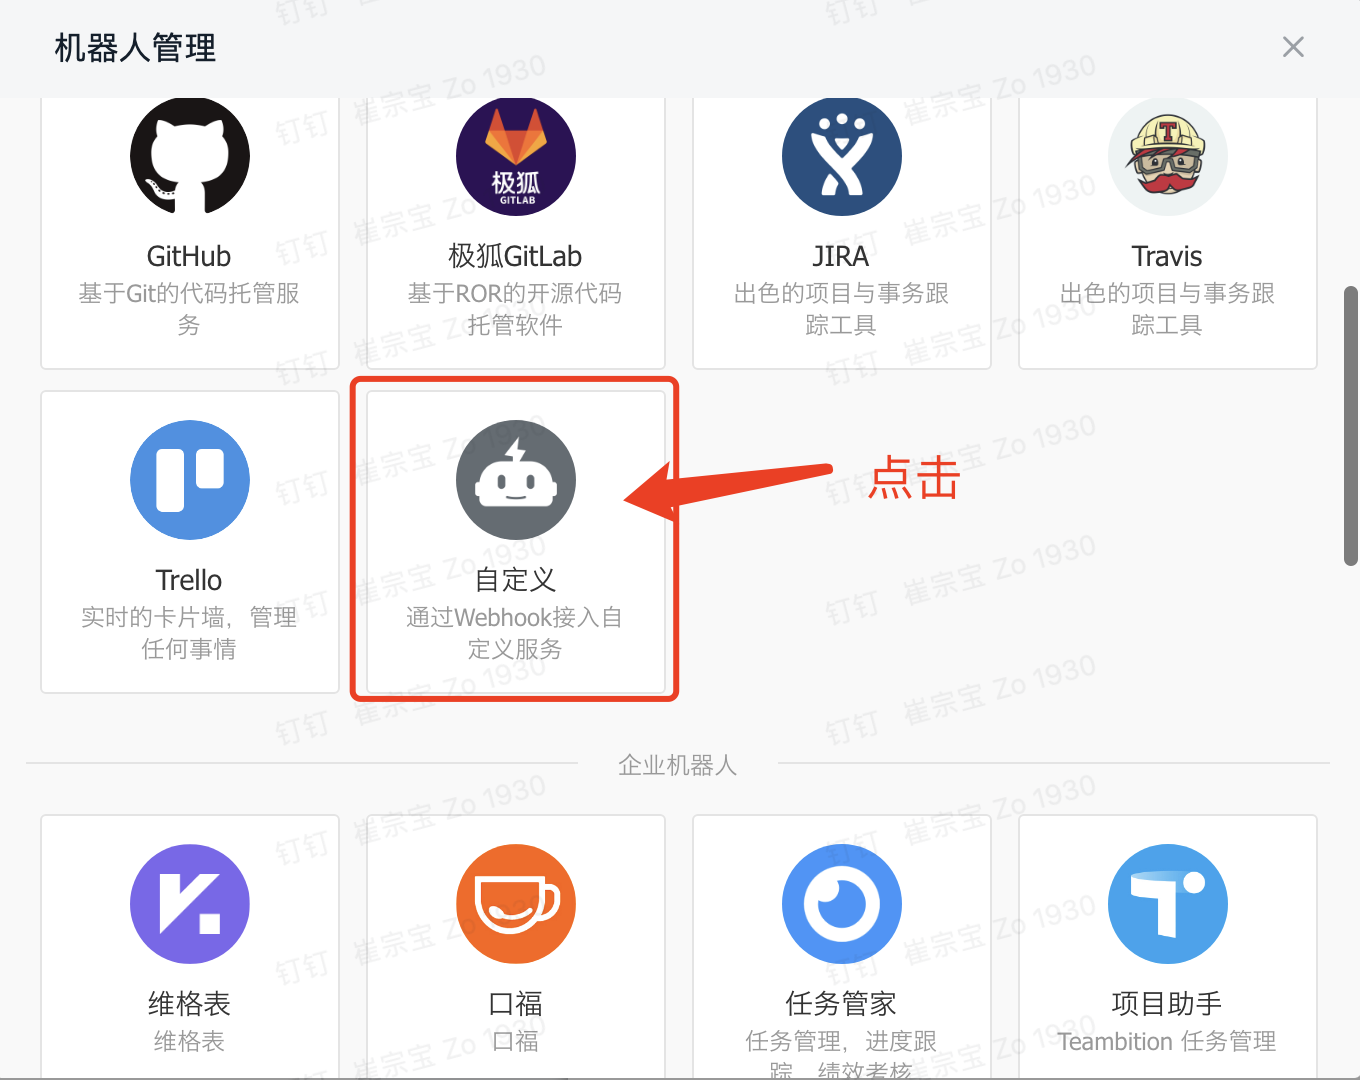 机器人管理
极狐
GITLAB
T
GitHub
基于Git的代码托管服
务
极狐GitLab
基于ROR的开源代码
托管软件
JIRA
出色的项目与事务跟
踪工具
Travis
出色的项目与事务跟
踪工具
Trello
实时的卡片墙，管理
任何事情
自定义
通过Webhook接入自
定义服务
点击
企业机器人
维格表
维格表
口福
口福
任务管家
任务管理，进度跟
踪，绩效考核
项目助手
Teambition 任务管理
钉钉 崔宗宝 Zo 1930